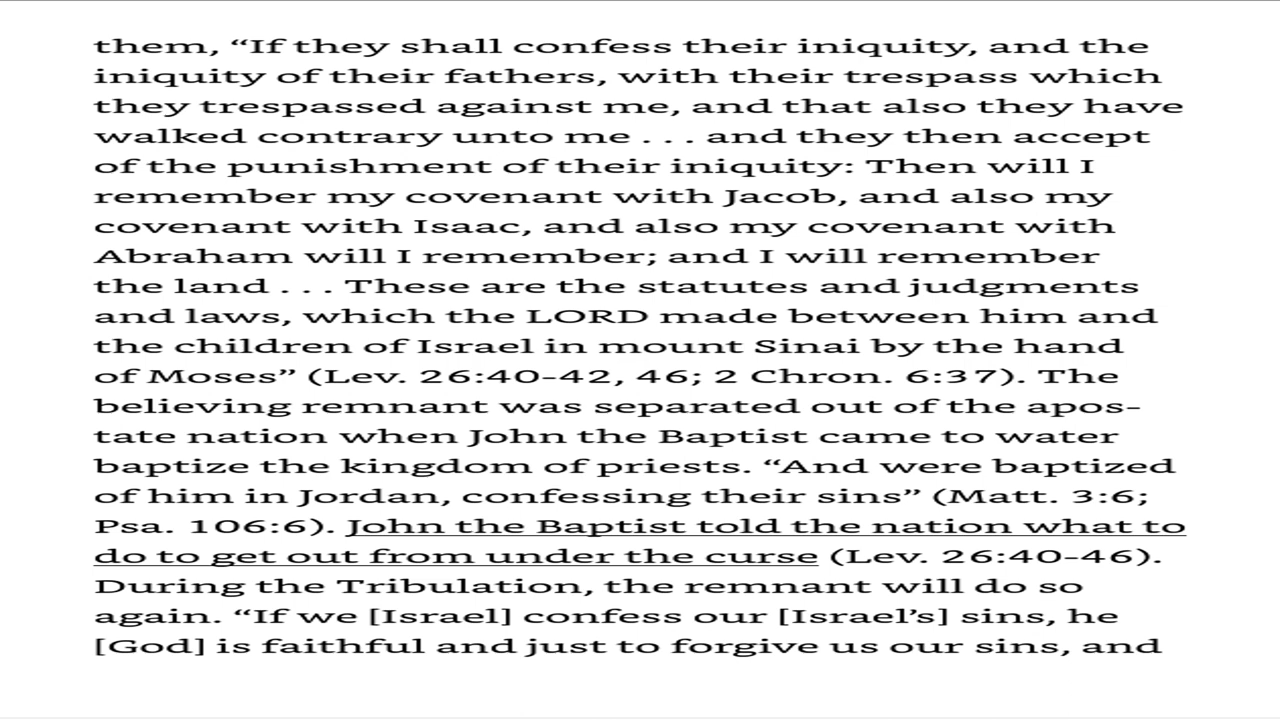 them, “If they shall confess their iniquity, and the
iniquity of their fathers, with their trespass which
they trespassed against me, and that also they have
walked contrary unto me . . . and they then accept
of the punishment of their iniquity: Then will I
remember my covenant with Jacob, and also my
covenant with Isaac, and also my covenant with
Abraham will I remember; and I will remember
the land . . . These are the statutes and judgments
and laws, which the LORD made between him and
the children of Israel in mount Sinai by the hand
of Moses” (Lev. 26:40-42, 46; 2 Chron. 6:37). The
believing remnant was separated out of the apos-
tate nation when John the Baptist came to water
baptize the kingdom of priests. “And were baptized
of him in Jordan, confessing their sins” (Matt. 3:6;
Psa. 106:6). John the Baptist told the nation what to
do to get out from under the curse (Lev. 26:40-46).
During the Tribulation, the remnant will do so
again. “If we [Israel] confess our [Israel’s] sins, he
[God] is faithful and just to forgive us our sins, and